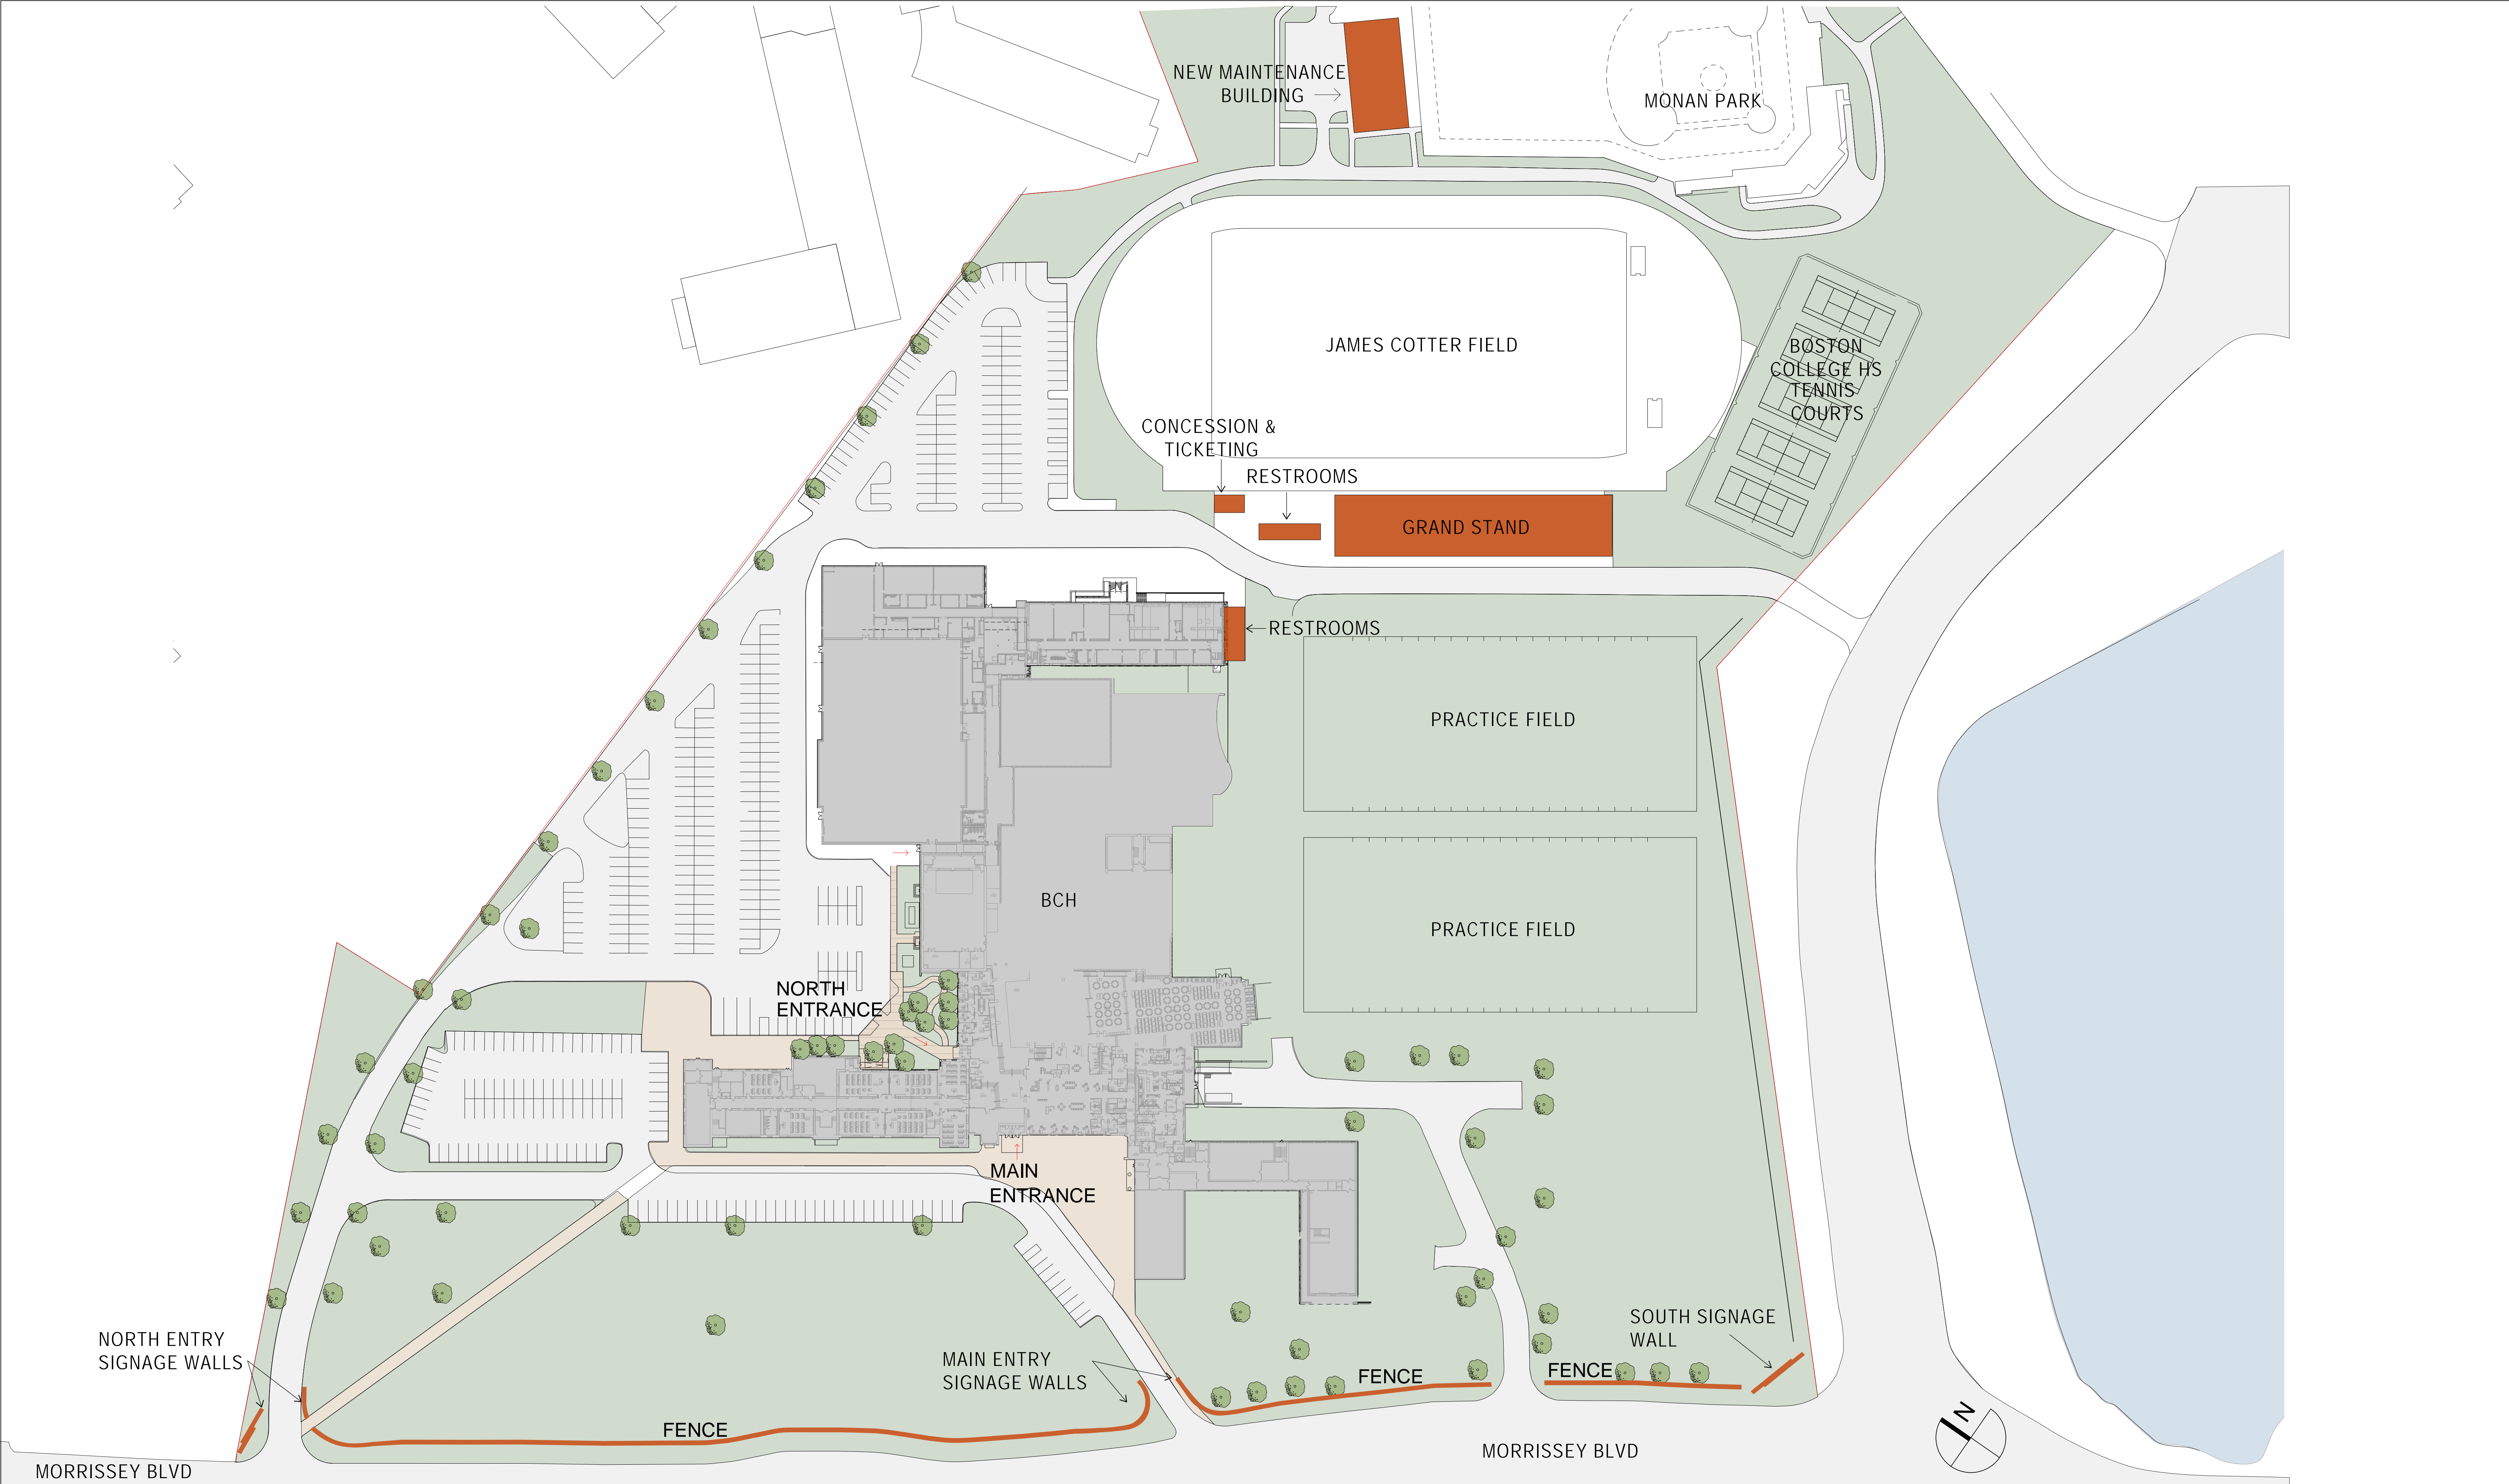 NEW MAINTENANCE
BUILDING
MONAN PARK
JAMES COTTER FIELD
BOSTON
COLLEGE HS
TENNIS
COURTS
CONCESSION &
TICKETING
RESTROOMS
GRAND STAND
RESTROOMS
PRACTICE FIELD
BCH
PRACTICE FIELD
NORTH
ENTRANCE
MAIN
ENTRANCE
NORTH ENTRY
SIGNAGE WALLS
MAIN ENTRY
SIGNAGE WALLS
SOUTH SIGNAGE
WALL
FENCE
FENCE
FENCE
N
MORRISSEY BLVD
MORRISSEY BLVD